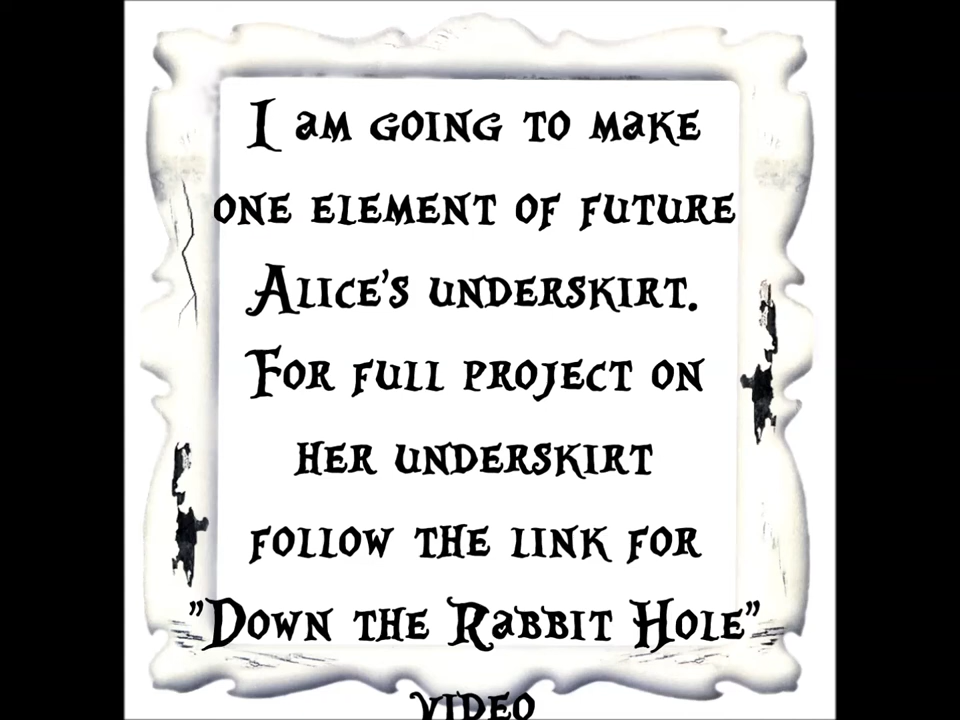 I am going to make
one element of future
Alice's underskirt.
For full project on
her underskirt
follow the link for
"Down the Rabbit Hole"
video